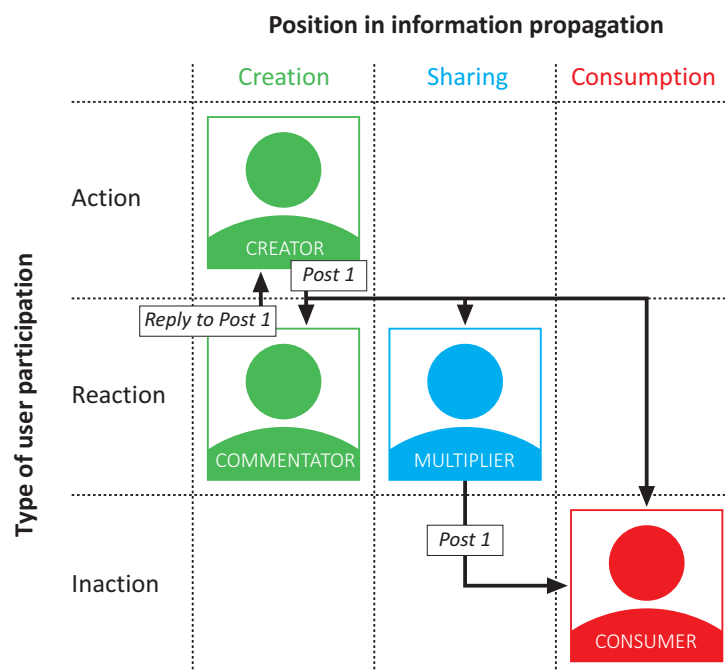 Position in information propagation
Creation
Sharing
Consumption
Type of user participation
Action
CREATOR
Post 1
Reply to Post 1
Reaction
COMMENTATOR
MULTIPLIER
Post 1
Inaction
CONSUMER